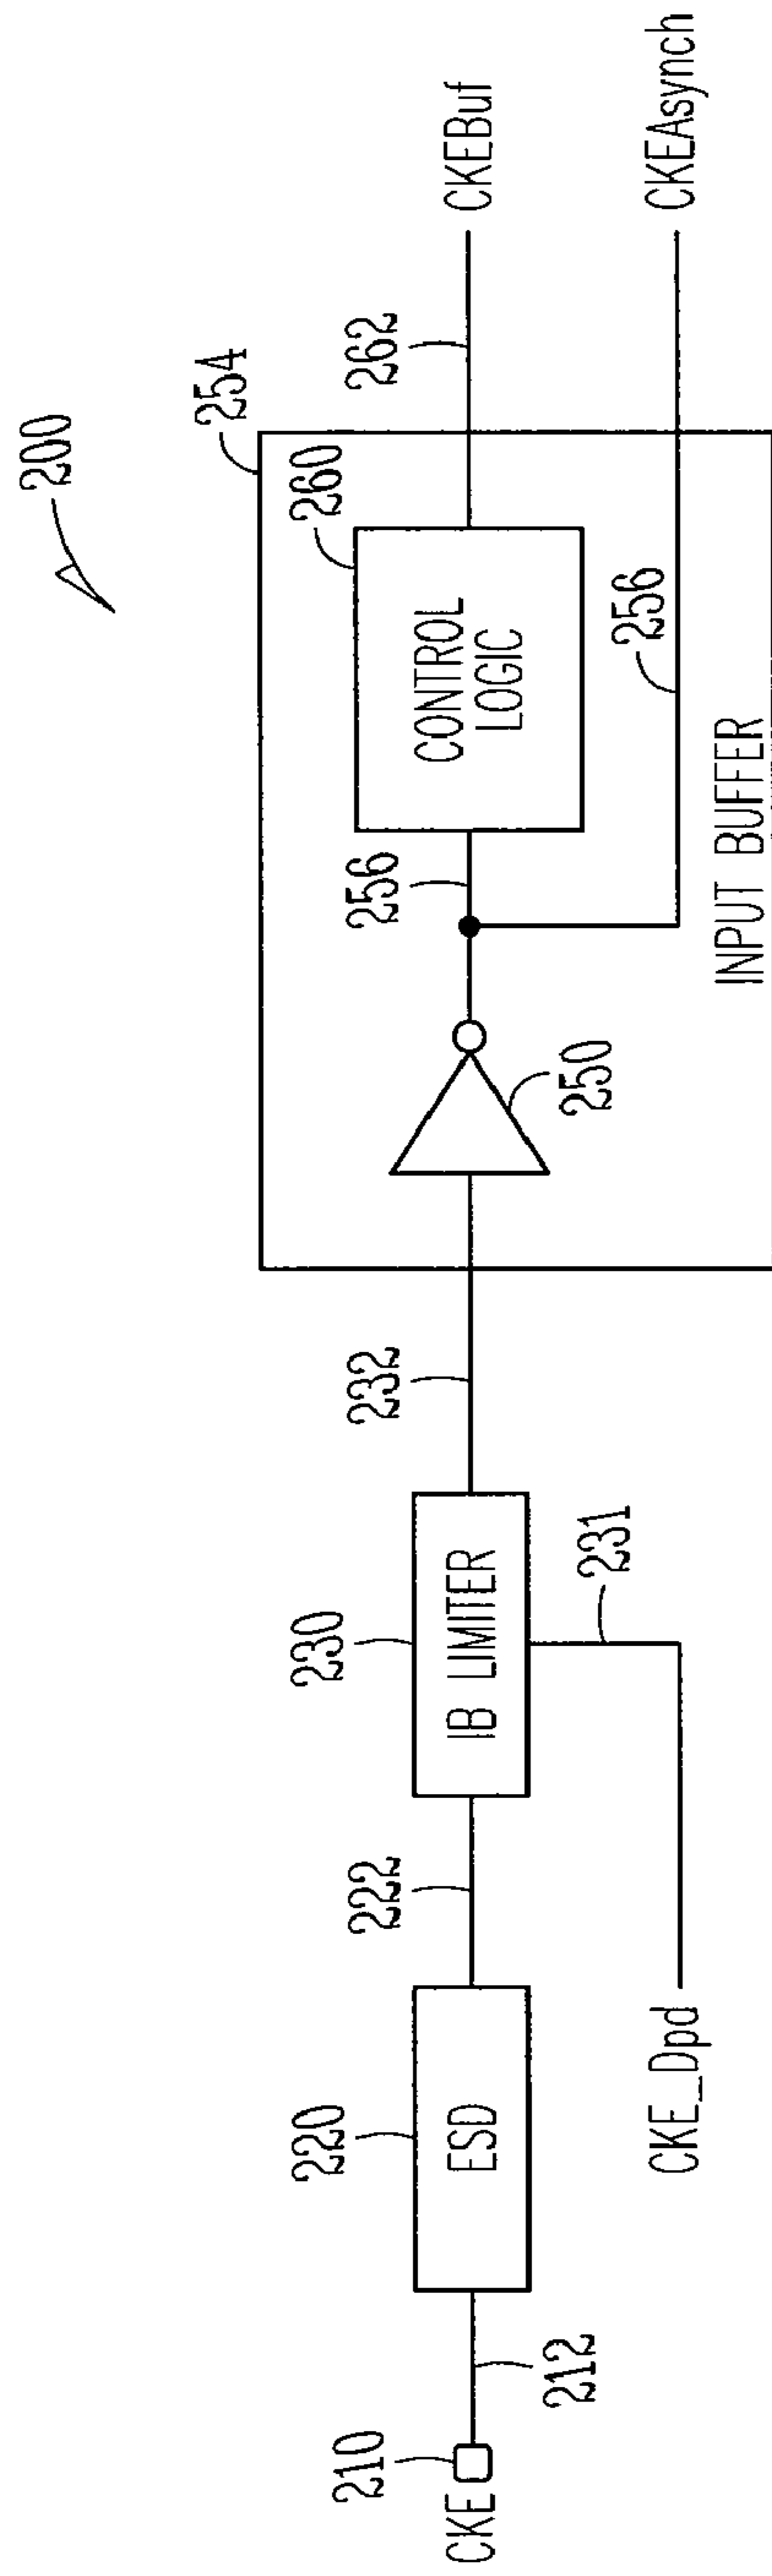 200
254
CKE
210
212
220
ESD
222
230
IB LIMITER
CKE_Dpd
231
232
250
256
260
CONTROL
LOGIC
256
INPUT BUFFER
262
CKEBuf
CKEAsynch